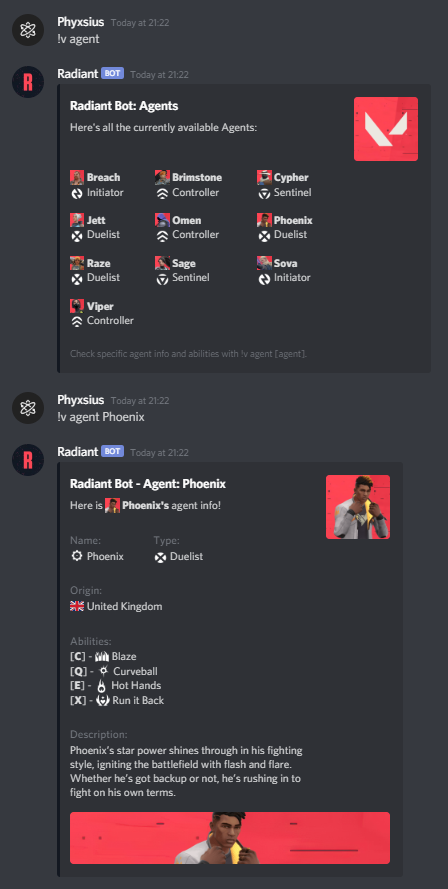 Phyxsius Today at 21:22
!v agent
R
Radiant BOT Today at 21:22
Radiant Bot: Agents
Here's all the currently available Agents:
Breach Brimstone Cypher
Initiator Controller Sentinel
Jett Omen Phoenix
Duelist Controller Duelist
Raze Sage Sova
Duelist Sentinel Initiator
Viper
Controller
Check specific agent info and abilities with !v agent [agent].
Phyxsius Today at 21:22
!v agent Phoenix
R
Radiant BOT Today at 21:22
Radiant Bot - Agent: Phoenix
Here is Phoenix's agent info!
Name: Type:
Phoenix Duelist
Origin:
United Kingdom
Abilities:
[C] - Blaze
[Q] - Curveball
[E] - Hot Hands
[X] - Run it Back
Description:
Phoenix's star power shines through in his fighting
style, igniting the battlefield with flash and flare.
Whether he's got backup or not, he's rushing in to
fight on his own terms.